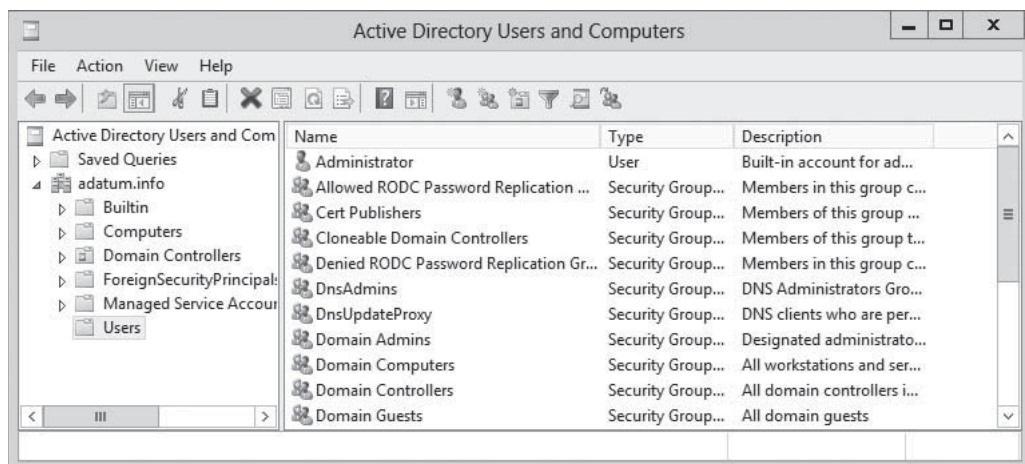 Active Directory Users and Computers
File Action View Help
Active Directory Users and Com
Saved Queries
adatum.info
Builtin
Computers
Domain Controllers
ForeignSecurityPrincipals
Managed Service Accour
Users
Name Type Description
Administrator User Built-in account for ad...
Allowed RODC Password Replication ... Security Group... Members in this group c...
Cert Publishers Security Group... Members of this group ...
Cloneable Domain Controllers Security Group... Members of this group t...
Denied RODC Password Replication Gr... Security Group... Members in this group c...
DnsAdmins Security Group... DNS Administrators Gro...
DnsUpdateProxy Security Group... DNS clients who are per...
Domain Admins Security Group... Designated administrato...
Domain Computers Security Group... All workstations and ser...
Domain Controllers Security Group... All domain controllers i...
Domain Guests Security Group... All domain guests